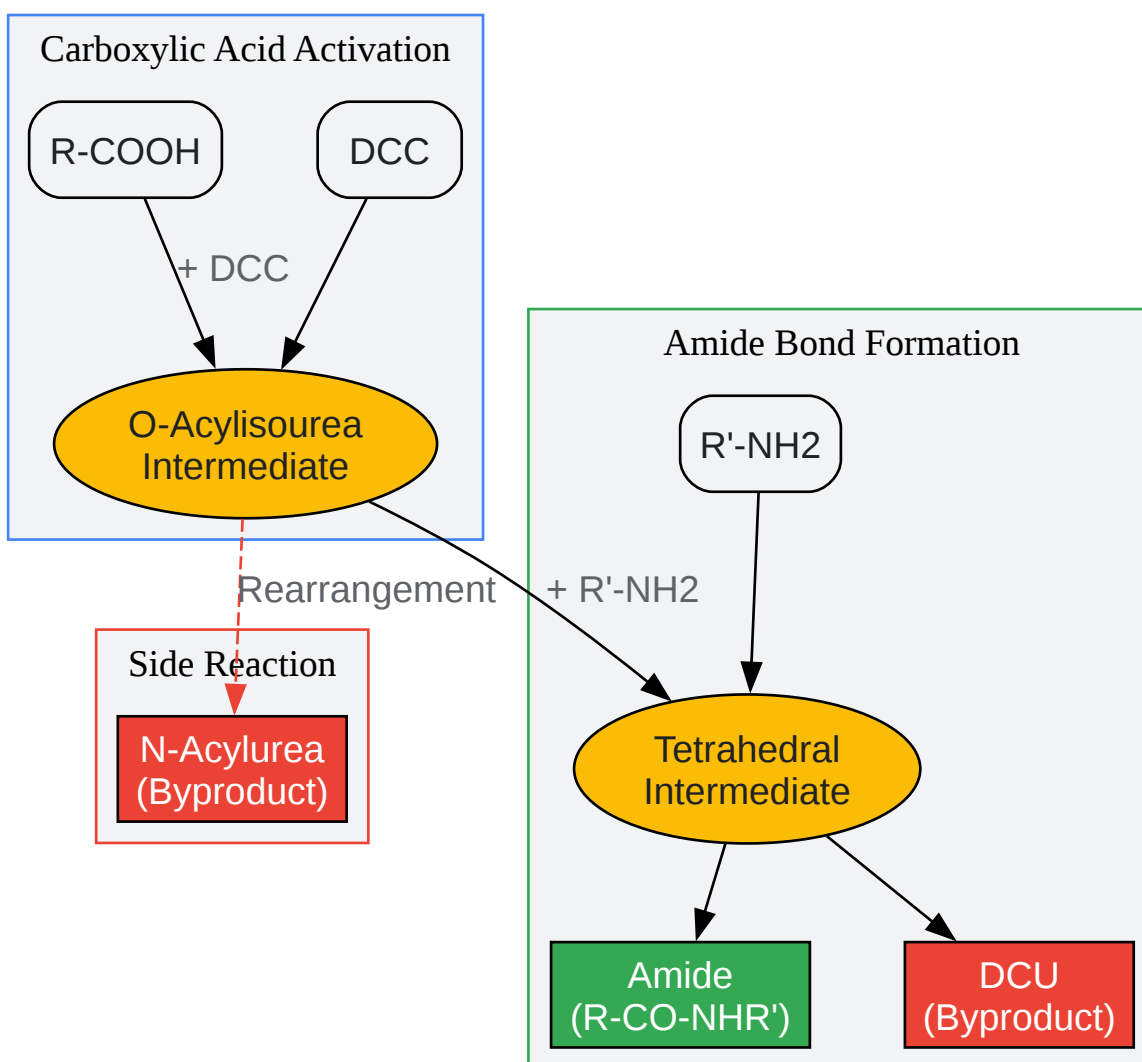 Carboxylic Acid Activation
R-COOH
DCC
+ DCC
O-Acylisourea
Intermediate
Amide Bond Formation
R'-NH2
Rearrangement
+ R'-NH2
Side Reaction
N-Acylurea
(Byproduct)
Tetrahedral
Intermediate
Amide
(R-CO-NHR')
DCU
(Byproduct)